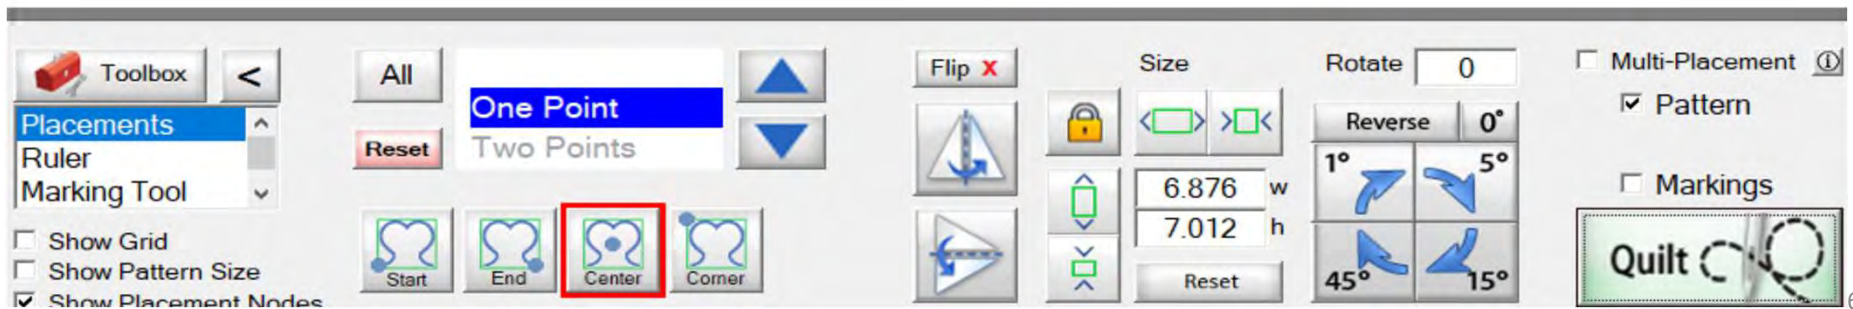 Toolbox
<
Placements
Ruler
Marking Tool
Show Grid
Show Pattern Size
Show Placement Nodes
All
Reset
One Point
Two Points
Start
End
Center
Corner
Flip X
Size
6.876 w
7.012 h
Reset
Rotate 0
Reverse 0°
1° 5°
45° 15°
Multi-Placement
Pattern
Markings
Quilt